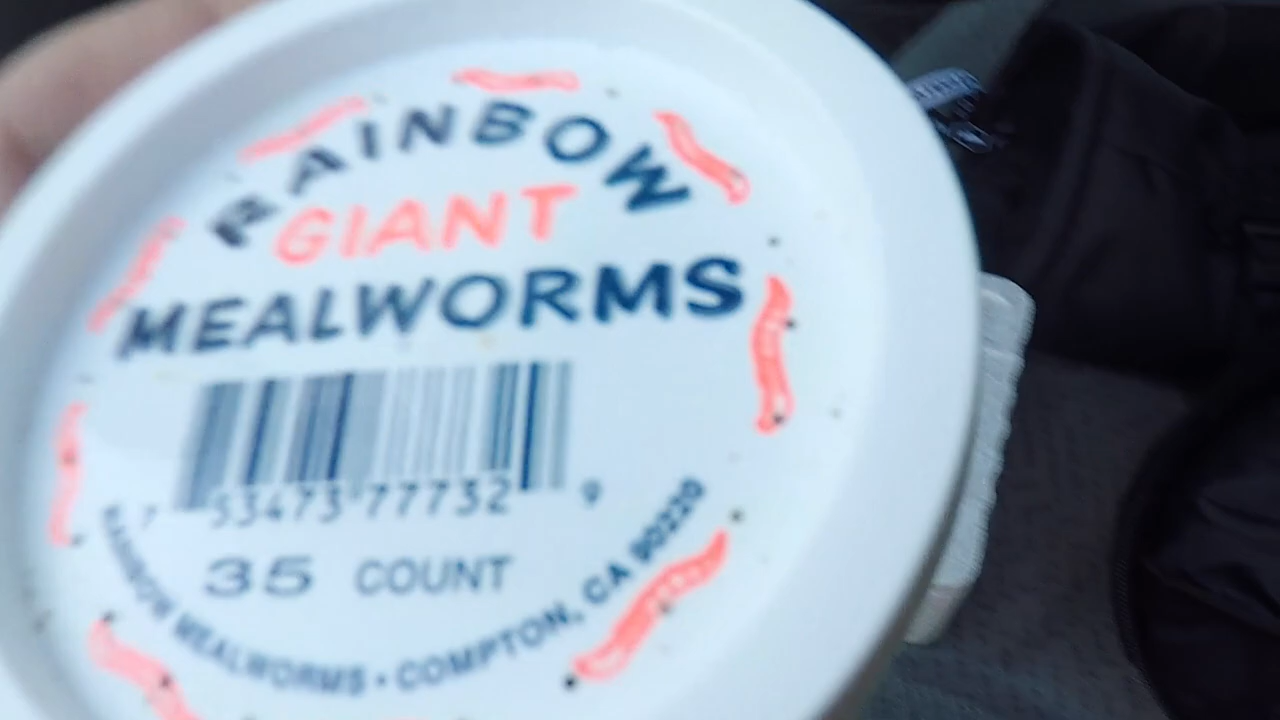 RAINBOW
GIANT
MEALWORMS
7 53473 77732 9
35 COUNT
RAINBOW MEALWORMS • COMPTON, CA 90220